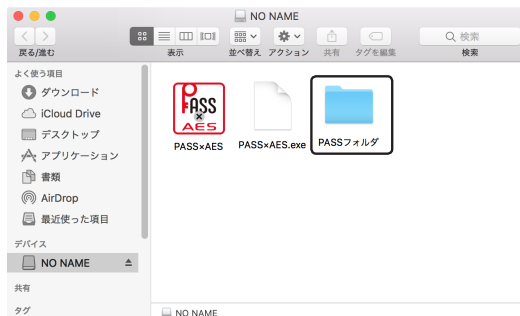 NO NAME
検索
戻る/進む
表示
並べ替え アクション 共有 タグを編集
検索
よく使う項目
ダウンロード
iCloud Drive
デスクトップ
アプリケーション
書類
AirDrop
最近使った項目
デバイス
NO NAME
共有
タグ
PASS
AES
PASS×AES
PASS×AES.exe
PASSフォルダ
NO NAME